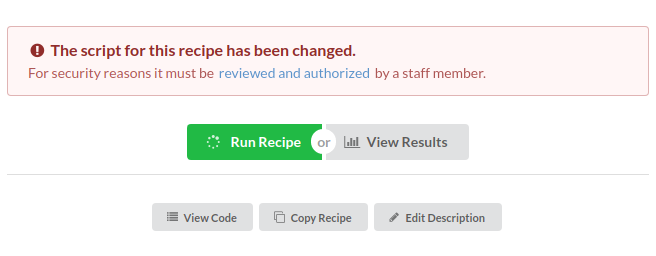 The script for this recipe has been changed.
For security reasons it must be reviewed and authorized by a staff member.
Run Recipe or View Results
View Code Copy Recipe Edit Description